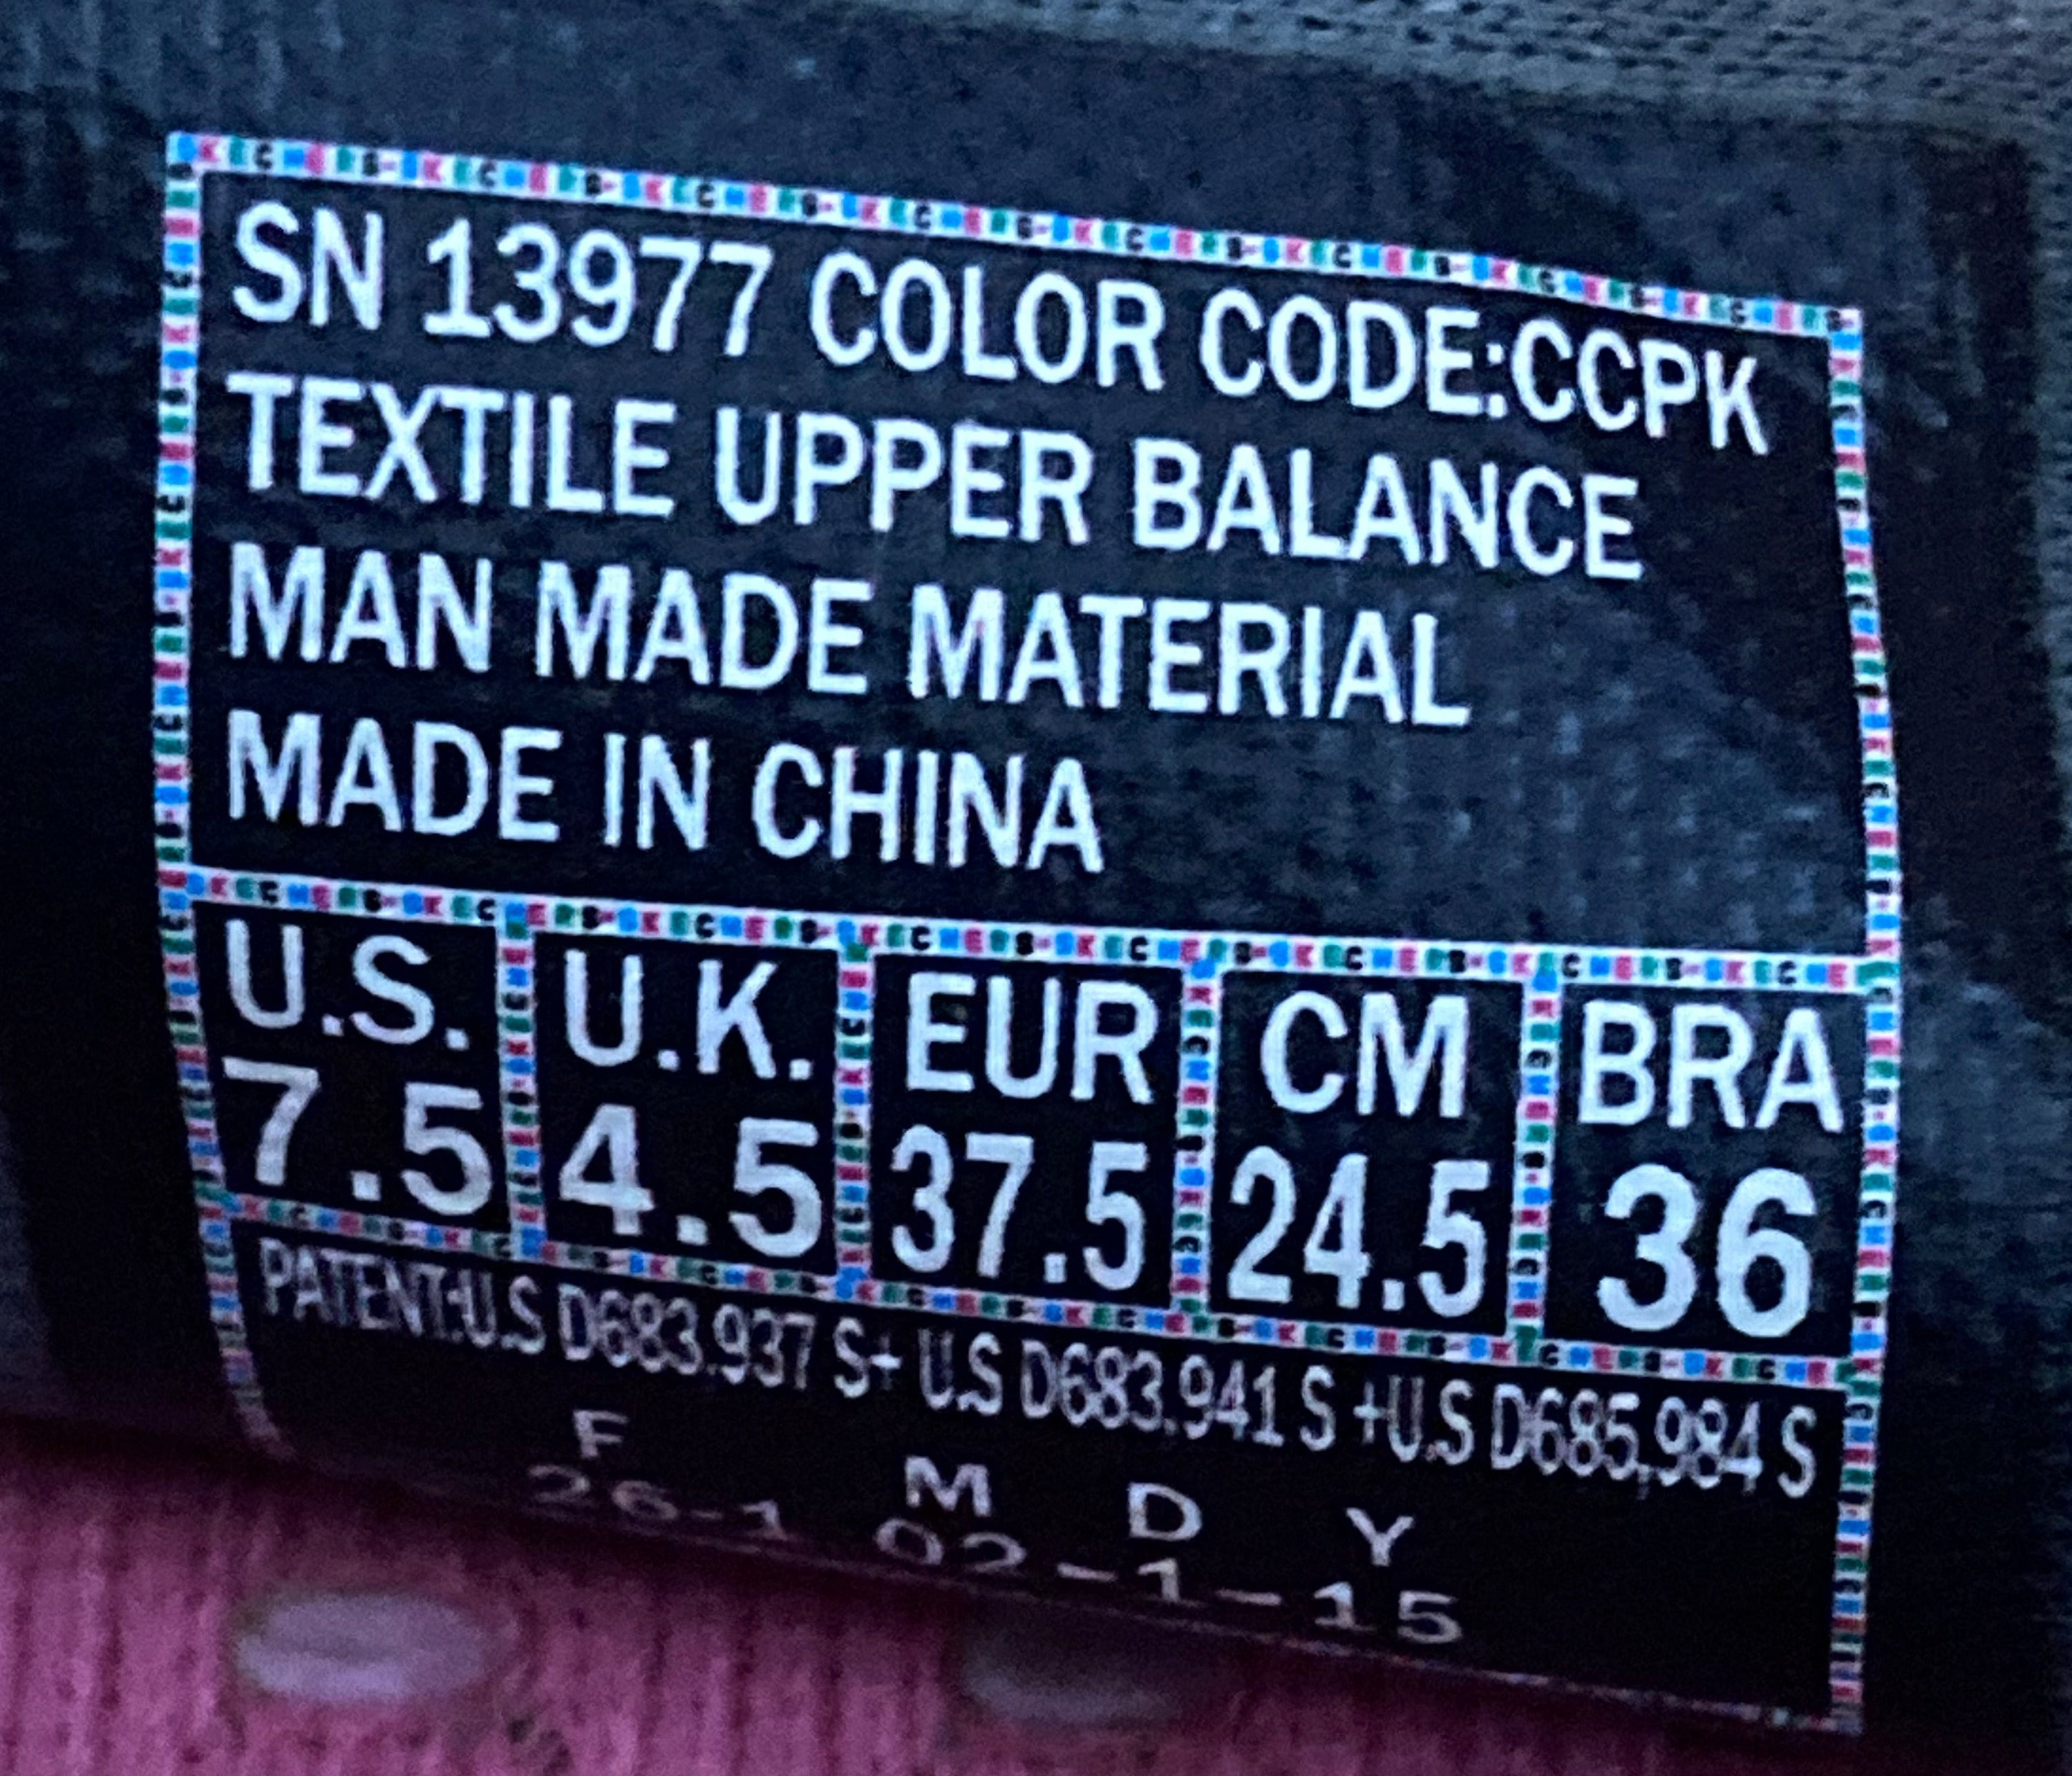 SN 13977 COLOR CODE:CCPK
TEXTILE UPPER BALANCE
MAN MADE MATERIAL
MADE IN CHINA
U.S. U.K. EUR CM BRA
7.5 4.5 37.5 24.5 36
PATENT:U.S D683.937 S+ U.S D683.941 S +U.S D685,984 S
F M D Y
26-1 02-1-15